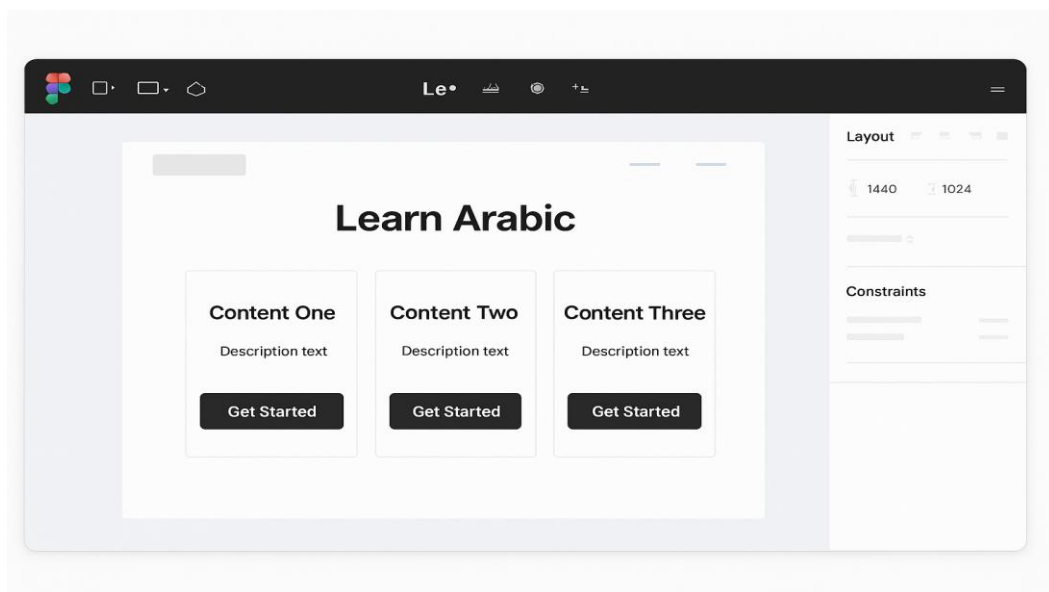 Le•
Layout
1440 1024
Learn Arabic
Constraints
Content One
Description text
Get Started
Content Two
Description text
Get Started
Content Three
Description text
Get Started